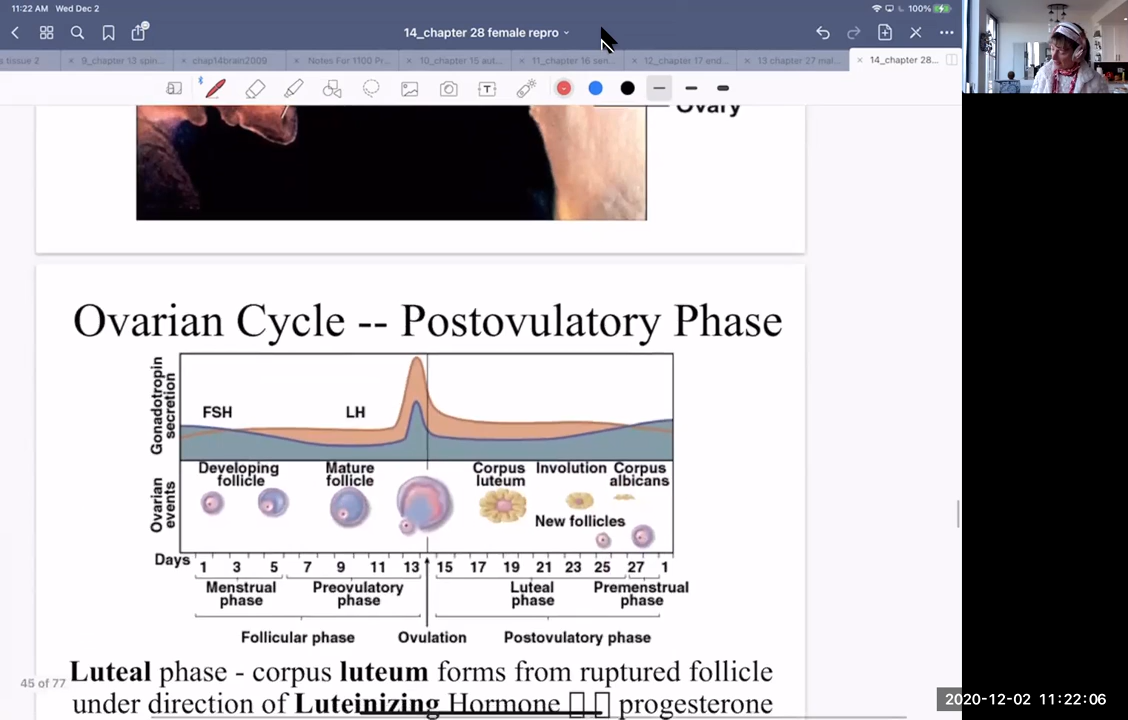 11:22 AM Wed Dec 2
100%
14_chapter 28 female repro
s tissue 2
9_chapter 13 spin...
chap14brain2009
Notes For 1100 Pr...
10_chapter 15 aut...
11_chapter 16 sen...
12_chapter 17 end...
13 chapter 27 mal...
14_chapter 28...
Ovary
Ovarian Cycle -- Postovulatory Phase
Gonadotropin
secretion
FSH
LH
Ovarian
events
Developing
follicle
Mature
follicle
Corpus
luteum
Involution
Corpus
albicans
New follicles
Days
1 3 5 7 9 11 13 15 17 19 21 23 25 27 1
Menstrual
phase
Preovulatory
phase
Luteal
phase
Premenstrual
phase
Follicular phase
Ovulation
Postovulatory phase
Luteal phase - corpus luteum forms from ruptured follicle
under direction of Luteinizing Hormone progesterone
45 of 77
2020-12-02 11:22:06